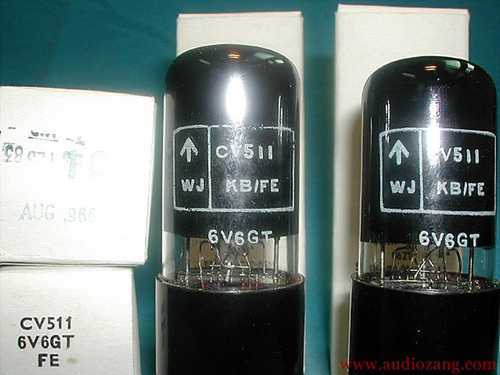 AUG 1966
CV511
6V6GT
FE
↑ CV511
WJ KB/FE
6V6GT
↑ CV511
WJ KB/FE
6V6GT
www.audiozang.com